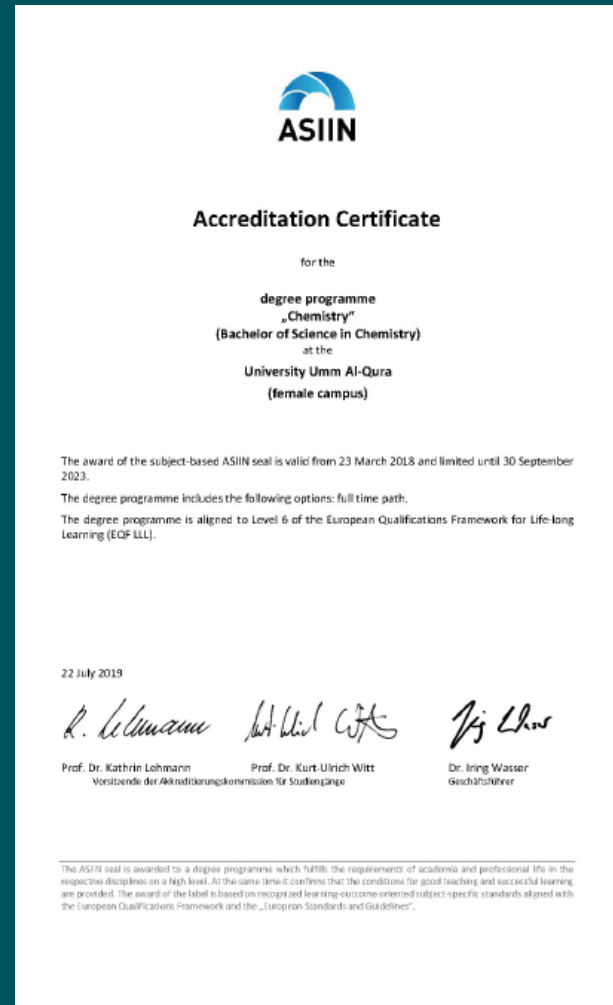 ASIIN
Accreditation Certificate
for the
degree programme
„Chemistry“
(Bachelor of Science in Chemistry)
at the
University Umm Al-Qura
(female campus)
The award of the subject-based ASIIN seal is valid from 23 March 2018 and limited until 30 September
2023.
The degree programme includes the following options: full time path.
The degree programme is aligned to Level 6 of the European Qualifications Framework for Life-long
Learning (EQF LLL).
22 July 2019
Prof. Dr. Kathrin Lehmann Prof. Dr. Kurt-Ulrich Witt Dr. Iring Wasser
Vorsitzende der Akkreditierungskommission für Studiengänge Geschäftsführer
The ASIIN seal is awarded to a degree programme which fulfills the requirements of academia and professional life in the
respective disciplines on a high level. At the same time it confirms that the conditions for good teaching and successful learning
are provided. The award of the label is based on recognized learning-outcome oriented subject-specific standards aligned with
the European Qualifications Framework and the „European Standards and Guidelines“.